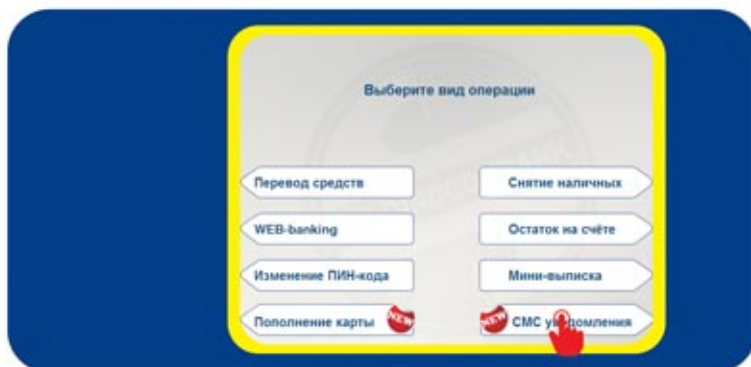 Выберите вид операции
Перевод средств
Снятие наличных
WEB-banking
Остаток на счёте
Изменение ПИН-кода
Мини-выписка
Пополнение карты NEW
NEW СМС уведомления